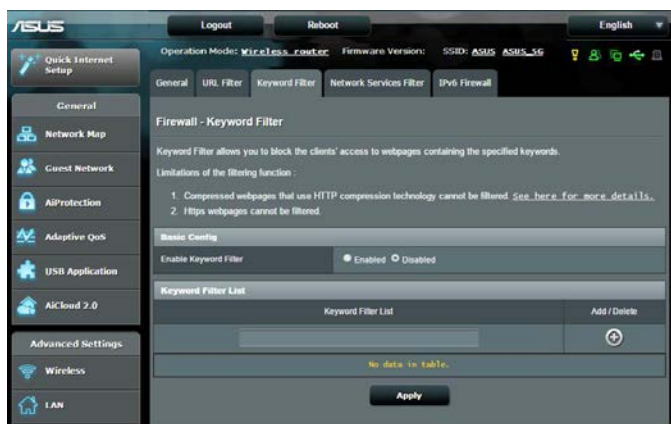 ASUS
Logout
Reboot
English
Quick Internet Setup
Operation Mode: Wireless router Firmware Version: SSID: ASUS ASUS_5G
General
URL Filter
Keyword Filter
Network Services Filter
IPv6 Firewall
General
Network Map
Guest Network
AiProtection
Adaptive QoS
USB Application
AiCloud 2.0
Advanced Settings
Wireless
LAN
Firewall - Keyword Filter
Keyword Filter allows you to block the clients' access to webpages containing the specified keywords.
Limitations of the filtering function :
1. Compressed webpages that use HTTP compression technology cannot be filtered. See here for more details.
2. Https webpages cannot be filtered.
Basic Config
Enable Keyword Filter
Enabled Disabled
Keyword Filter List
Keyword Filter List
Add / Delete
No data in table.
Apply